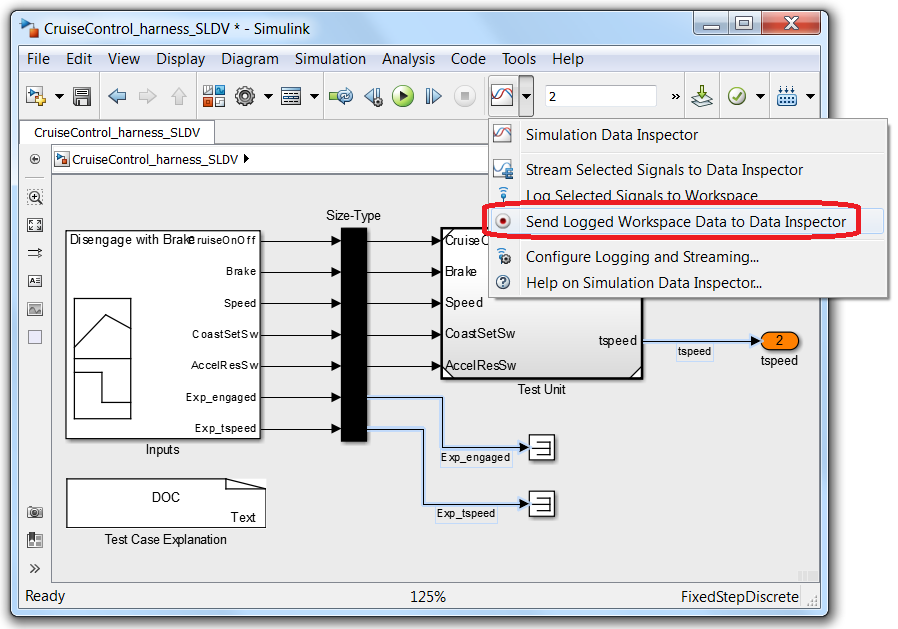 CruiseControl_harness_SLDV * - Simulink
File Edit View Display Diagram Simulation Analysis Code Tools Help
2 »
CruiseControl_harness_SLDV
CruiseControl_harness_SLDV
Simulation Data Inspector
Stream Selected Signals to Data Inspector
Log Selected Signals to Workspace
Send Logged Workspace Data to Data Inspector
Configure Logging and Streaming...
Help on Simulation Data Inspector...
Size-Type
Disengage with Brake
CruiseOnOff
Brake
Speed
CoastSetSw
AccelResSw
Exp_engaged
Exp_tspeed
Inputs
CruiseO
Brake
Speed
CoastSetSw
AccelResSw
tspeed
Test Unit
tspeed
2
tspeed
Exp_engaged
Exp_tspeed
DOC
Text
Test Case Explanation
Ready 125% FixedStepDiscrete